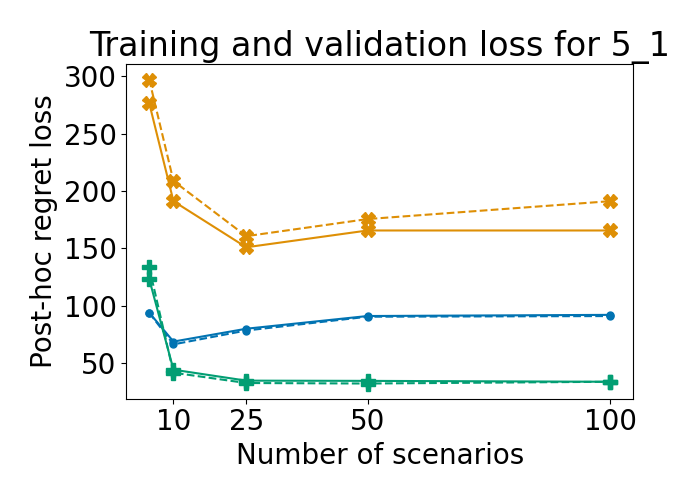 Training and validation loss for 5_1
Post-hoc regret loss
300
250
200
150
100
50
10 25 50 100
Number of scenarios